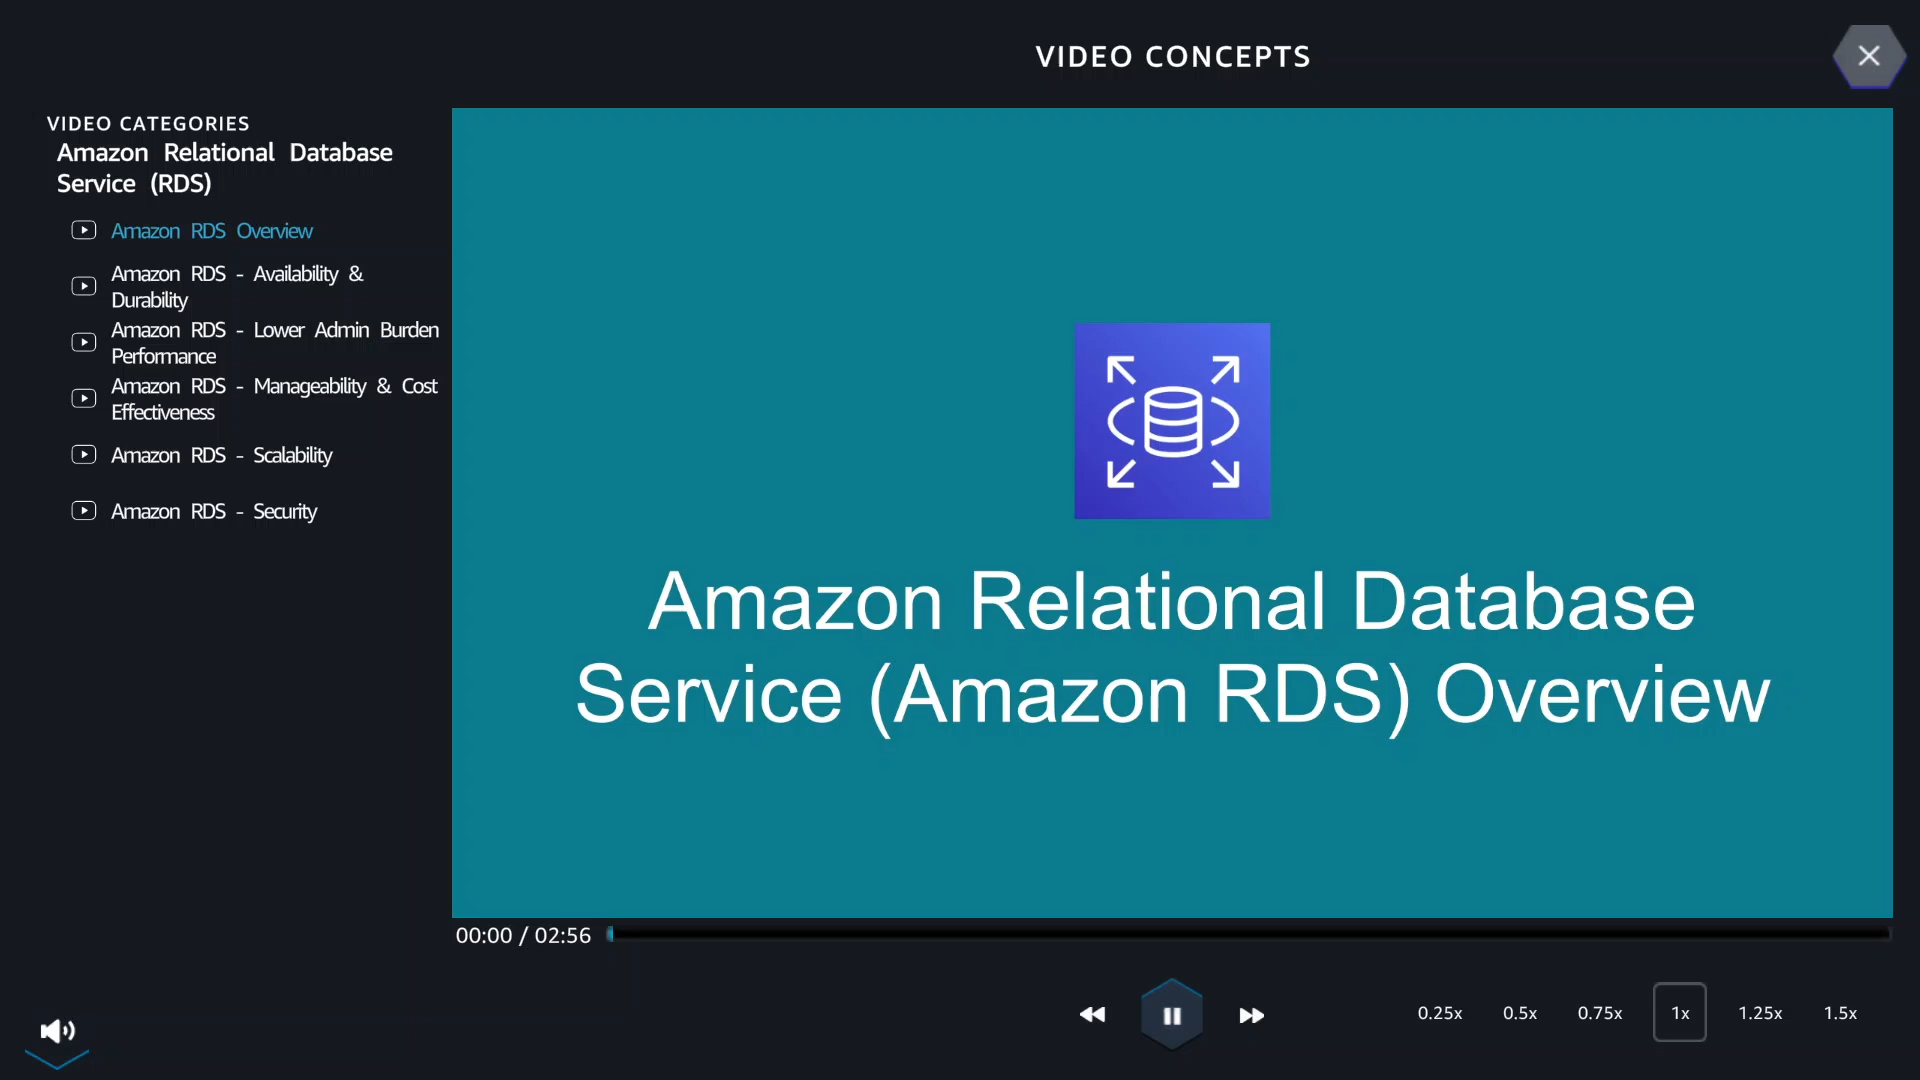 VIDEO CONCEPTS
VIDEO CATEGORIES
Amazon Relational Database
Service (RDS)
Amazon RDS Overview
Amazon RDS - Availability &
Durability
Amazon RDS - Lower Admin Burden
Performance
Amazon RDS - Manageability & Cost
Effectiveness
Amazon RDS - Scalability
Amazon RDS - Security
Amazon Relational Database
Service (Amazon RDS) Overview
00:00 / 02:56
0.25x 0.5x 0.75x 1x 1.25x 1.5x